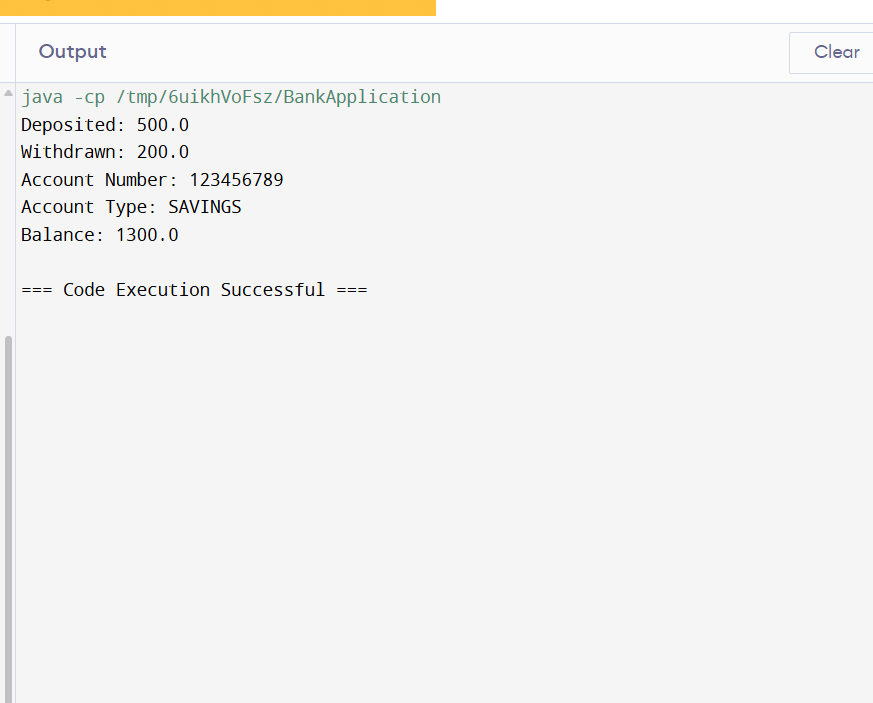 Output
Clear
java -cp /tmp/6uikhVoFsz/BankApplication
Deposited: 500.0
Withdrawn: 200.0
Account Number: 123456789
Account Type: SAVINGS
Balance: 1300.0
=== Code Execution Successful ===